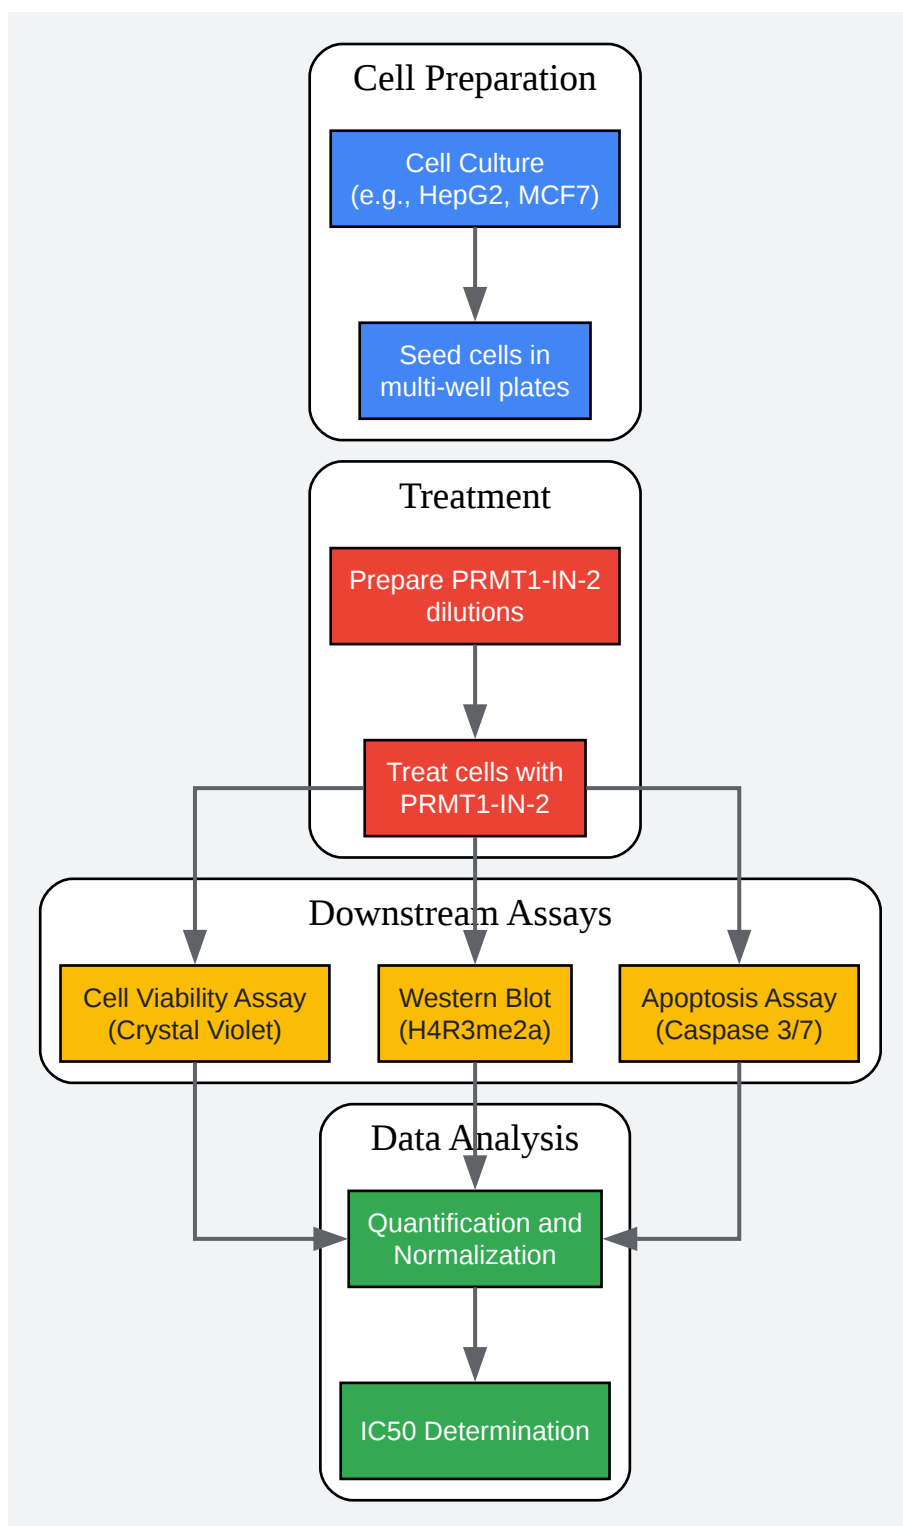 Cell Preparation
Cell Culture
(e.g., HepG2, MCF7)
Seed cells in
multi-well plates
Treatment
Prepare PRMT1-IN-2
dilutions
Treat cells with
PRMT1-IN-2
Downstream Assays
Cell Viability Assay
(Crystal Violet)
Western Blot
(H4R3me2a)
Apoptosis Assay
(Caspase 3/7)
Data Analysis
Quantification and
Normalization
IC50 Determination